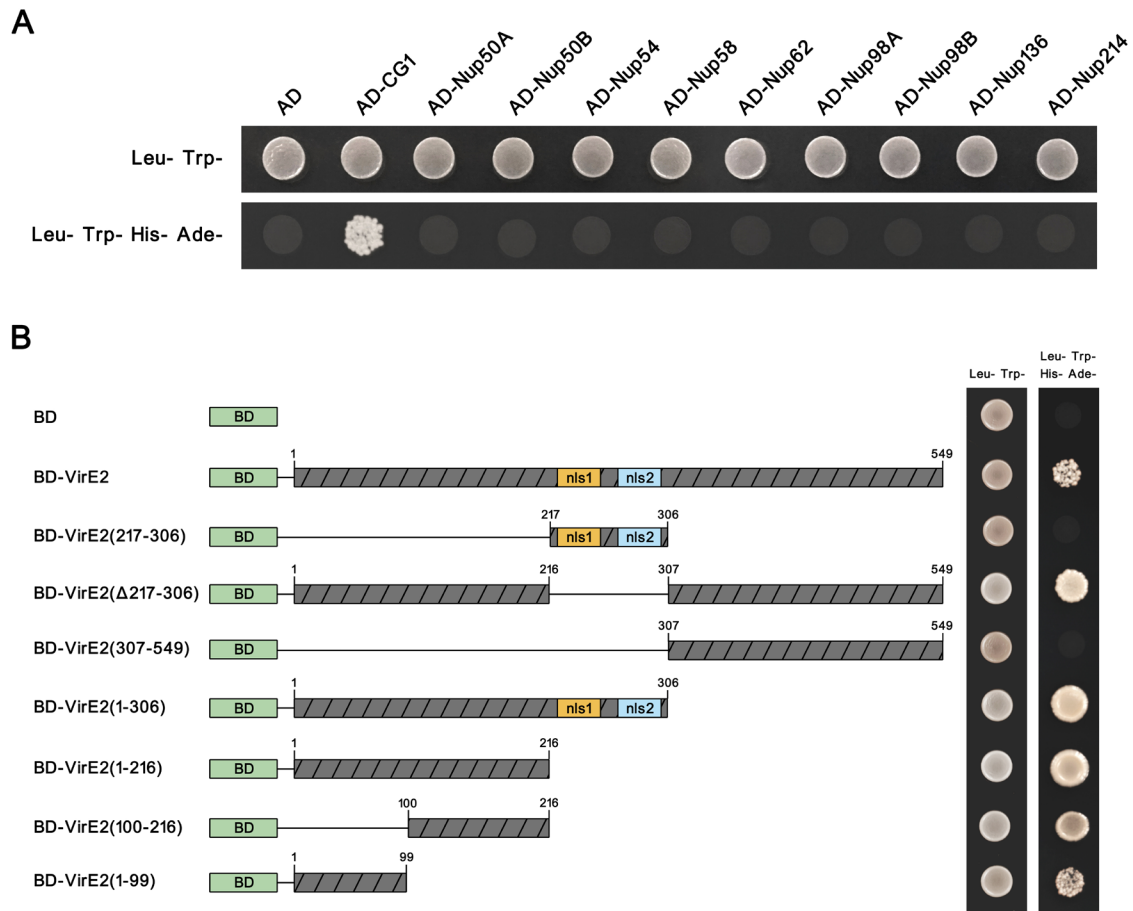 A
AD AD-CG1 AD-Nup50A AD-Nup50B AD-Nup54 AD-Nup58 AD-Nup62 AD-Nup98A AD-Nup98B AD-Nup136 AD-Nup214
Leu- Trp-
Leu- Trp- His- Ade-
B
Leu- Trp-
Leu- Trp-
His- Ade-
BD BD
1 549
BD-VirE2 BD nls1 nls2
217 306
BD-VirE2(217-306) BD nls1 nls2
1 216 307 549
BD-VirE2(Δ217-306) BD
307 549
BD-VirE2(307-549) BD
1 306
BD-VirE2(1-306) BD nls1 nls2
1 216
BD-VirE2(1-216) BD
100 216
BD-VirE2(100-216) BD
1 99
BD-VirE2(1-99) BD